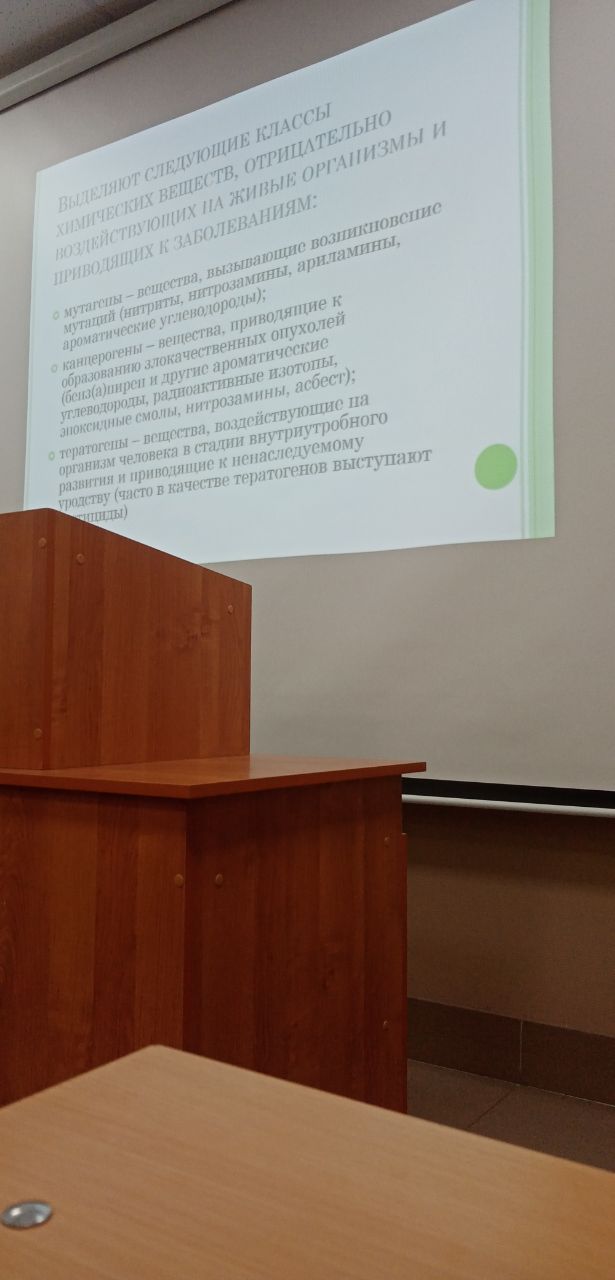 Выделяют следующие классы
химических веществ, отрицательно
воздействующих на живые организмы и
приводящих к заболеваниям:
мутагены – вещества, вызывающие возникновение
мутаций (нитриты, нитрозамины, ариламины,
ароматические углеводороды);
канцерогены – вещества, приводящие к
образованию злокачественных опухолей
(бенз(а)пирен и другие ароматические
углеводороды, радиоактивные изотопы,
эпоксидные смолы, нитрозамины, асбест);
тератогены – вещества, воздействующие на
организм человека в стадии внутриутробного
развития и приводящие к ненаследуемому
уродству (часто в качестве тератогенов выступают